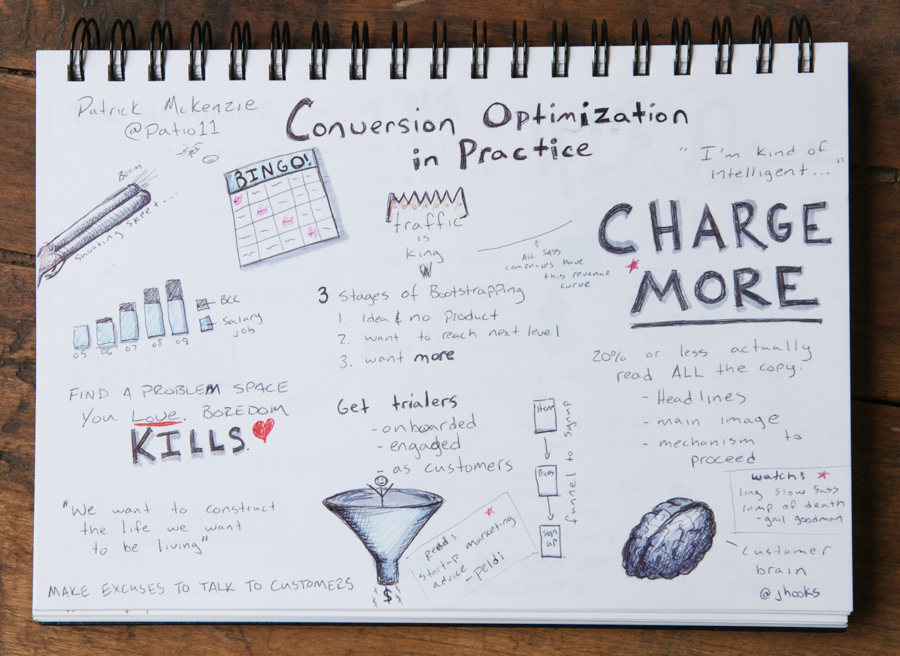 Patrick McKenzie
@Patio11
Conversion Optimization
in Practice
"I'm kind of
intelligent..."
Boom
Shooting skeet...
BINGO!
traffic
is
king
All SaSS
companies have
this revenue
curve
CHARGE
MORE
BCC
Salary
job
05 06 07 08 09
3 Stages of Bootstrapping
1. Idea & no Product
2. want to reach next level
3. want more
20% or less actually
read ALL the copy.
- Headlines
- main image
- mechanism to
proceed
FIND A PROBLEM SPACE
YOU LOVE. BOREDOM
KILLS.
Get trialers
- onboarded
- engaged
- as customers
funnel to Signup
Sign
up
"We want to construct
the life we want
to be living"
MAKE EXCUSES TO TALK TO CUSTOMERS
$
Read:
startup marketing
advice
- peldi
watch:
long slow Sass
ramp of death
- gail goodman
customer
brain
@jhooks